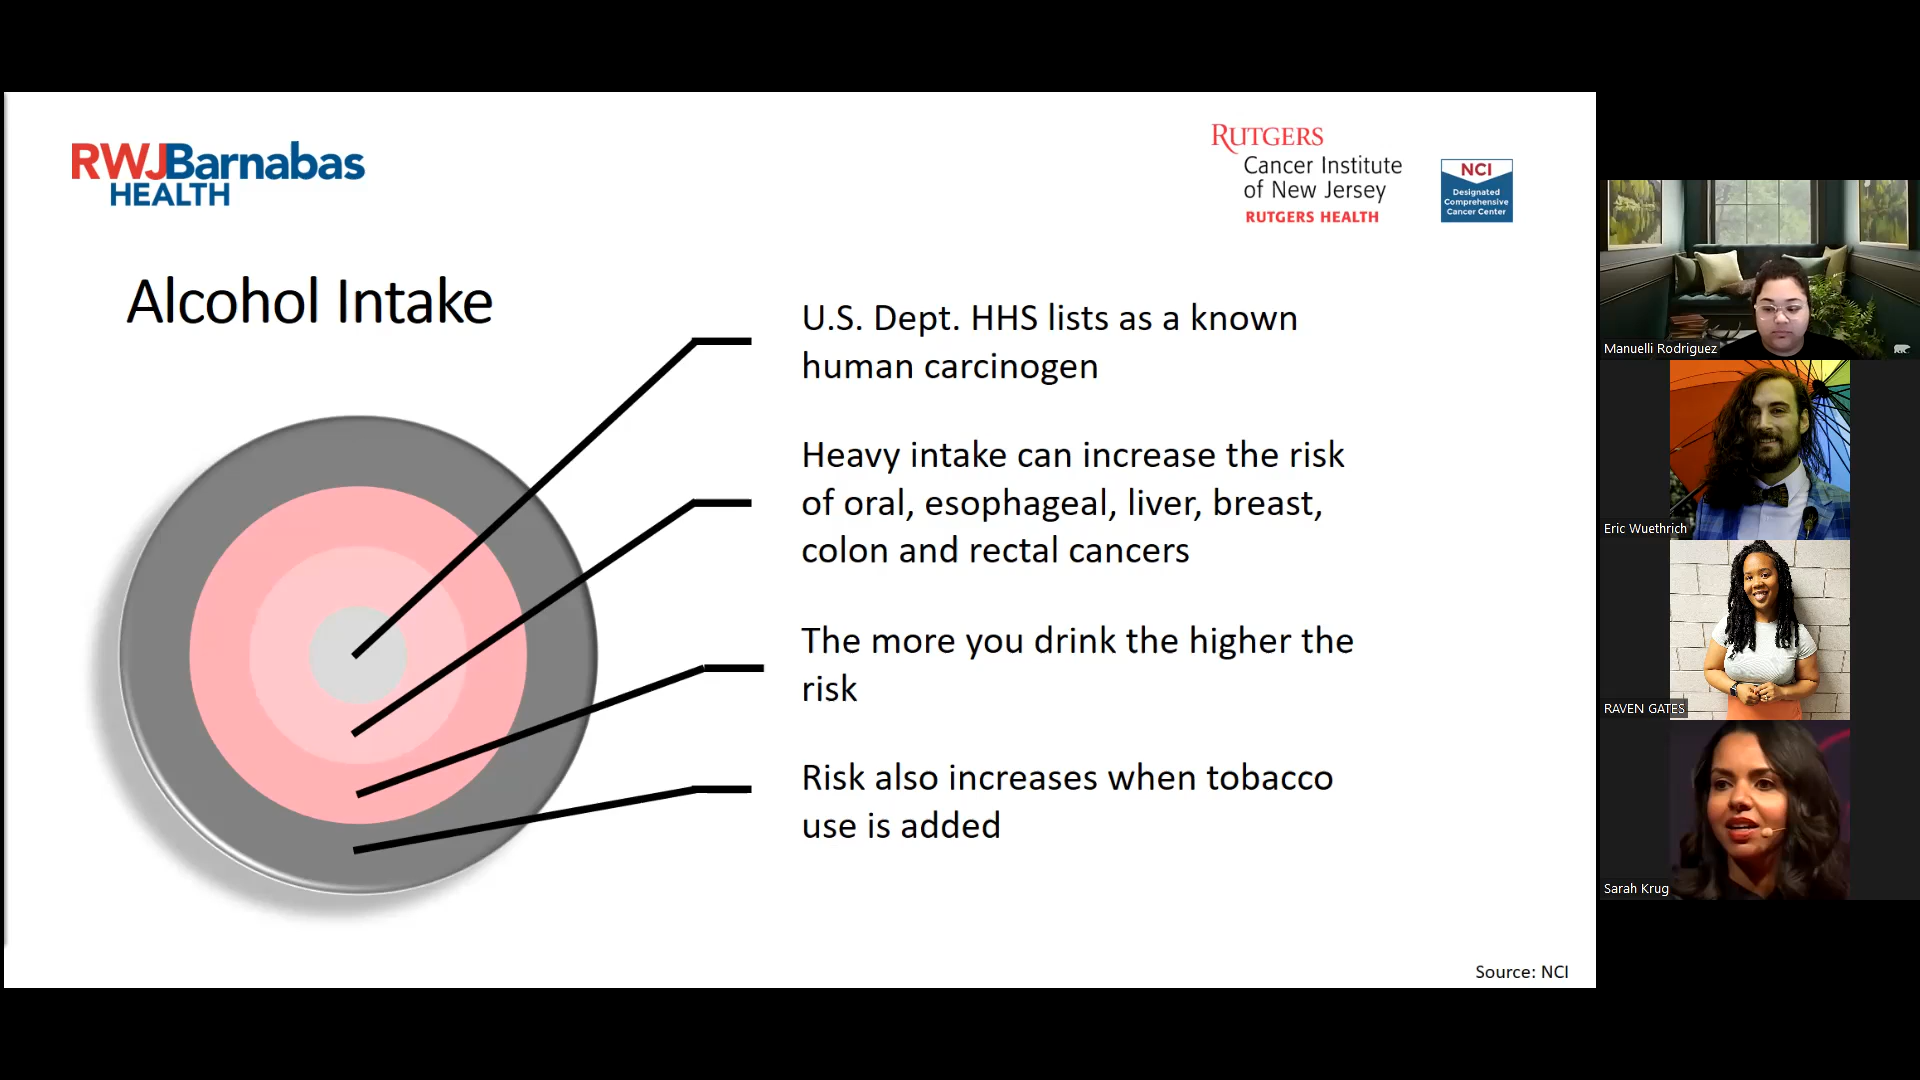 RWJBarnabas
HEALTH
RUTGERS
Cancer Institute
of New Jersey
RUTGERS HEALTH
NCI
Designated
Comprehensive
Cancer Center
Alcohol Intake
U.S. Dept. HHS lists as a known
human carcinogen
Heavy intake can increase the risk
of oral, esophageal, liver, breast,
colon and rectal cancers
The more you drink the higher the
risk
Risk also increases when tobacco
use is added
Source: NCI
Manuelli Rodriguez
Eric Wuethrich
RAVEN GATES
Sarah Krug